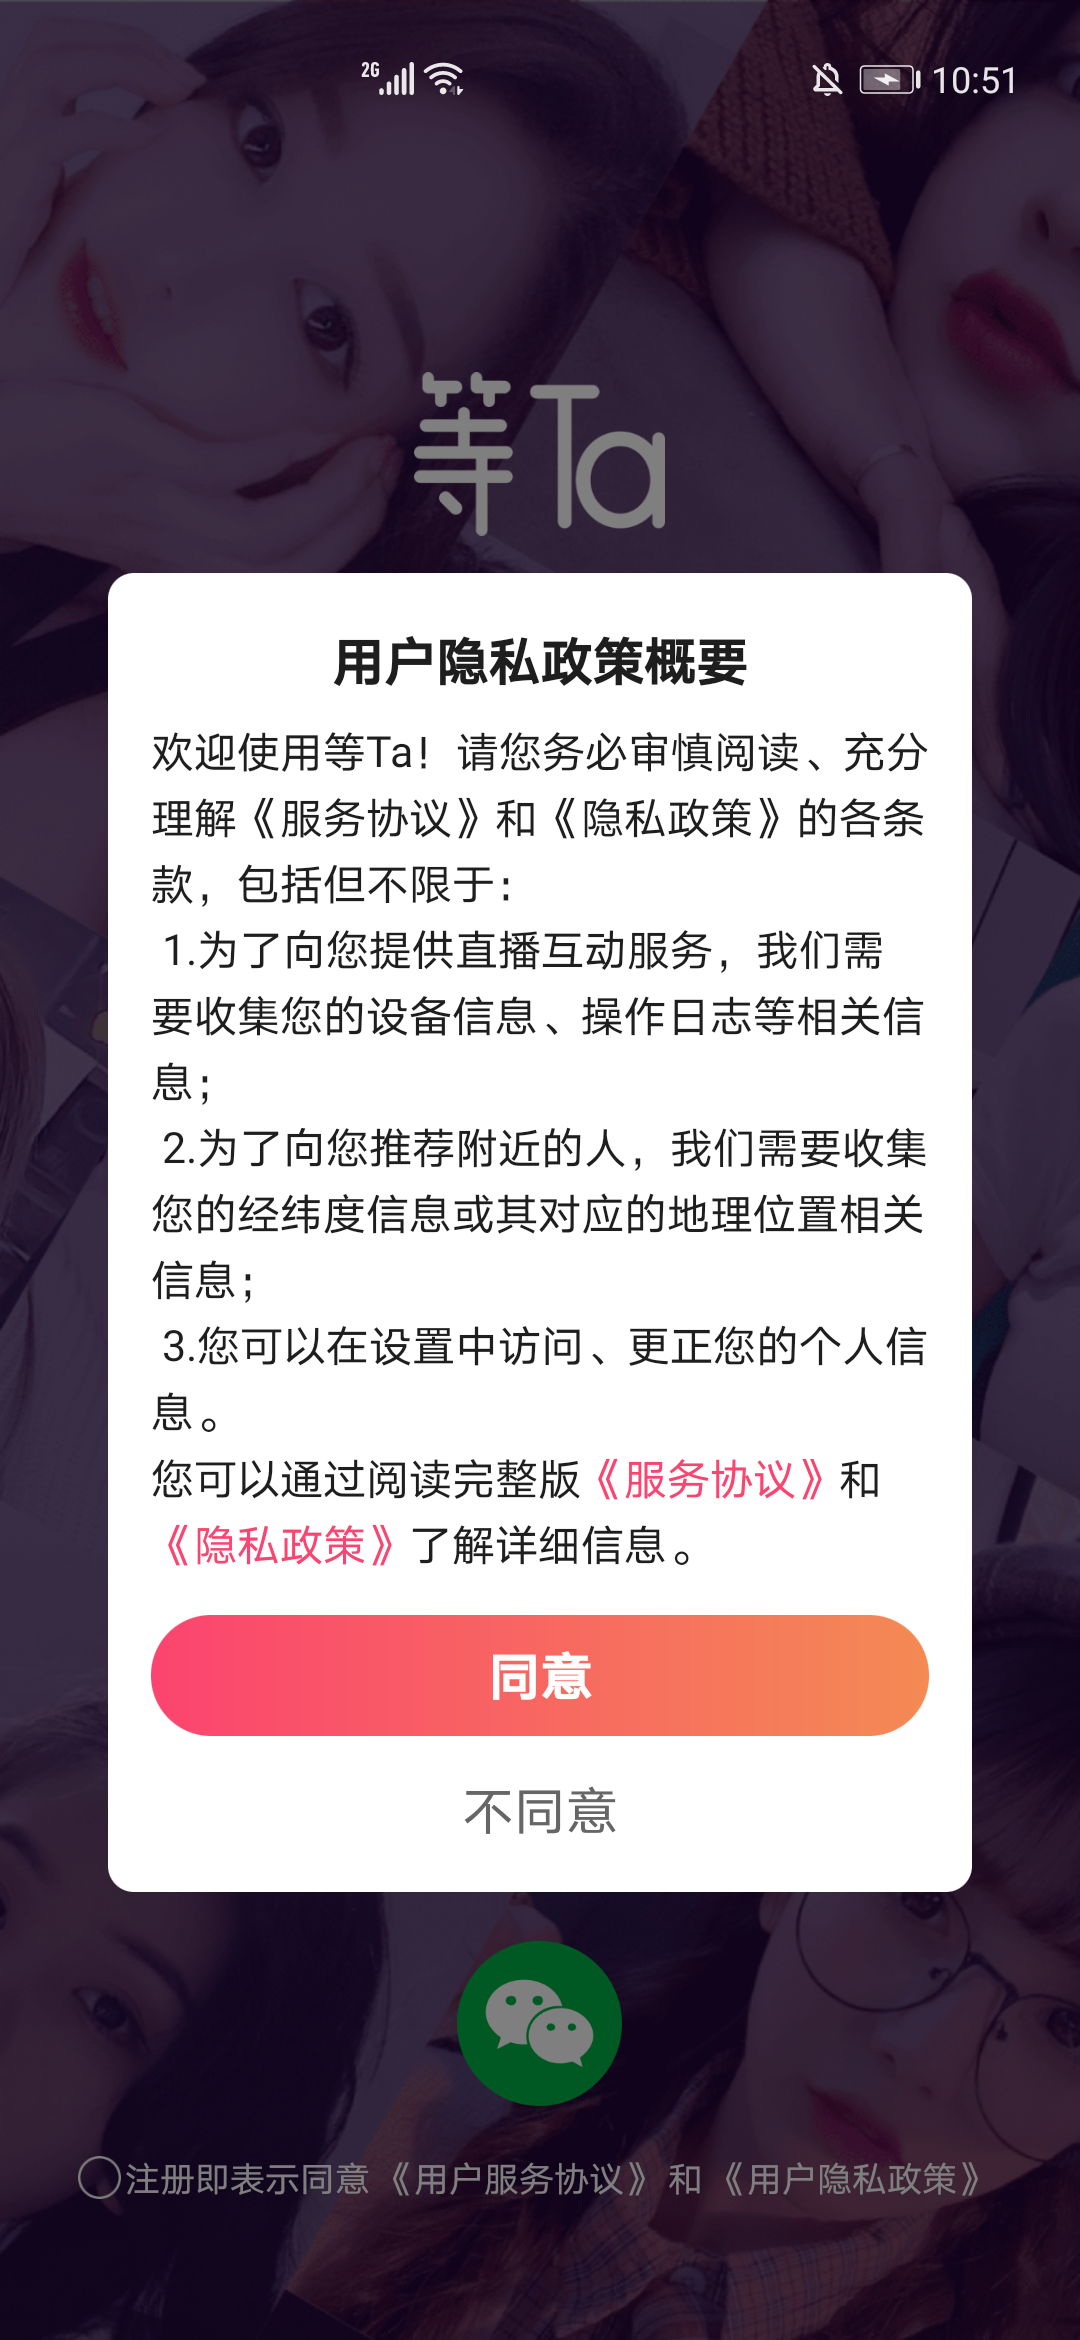 2G
10:51
等Ta
用户隐私政策概要
欢迎使用等Ta！请您务必审慎阅读、充分
理解《服务协议》和《隐私政策》的各条
款，包括但不限于：
1.为了向您提供直播互动服务，我们需
要收集您的设备信息、操作日志等相关信
息；
2.为了向您推荐附近的人，我们需要收集
您的经纬度信息或其对应的地理位置相关
信息；
3.您可以在设置中访问、更正您的个人信
息。
您可以通过阅读完整版《服务协议》和
《隐私政策》了解详细信息。
同意
不同意
注册即表示同意《用户服务协议》和《用户隐私政策》